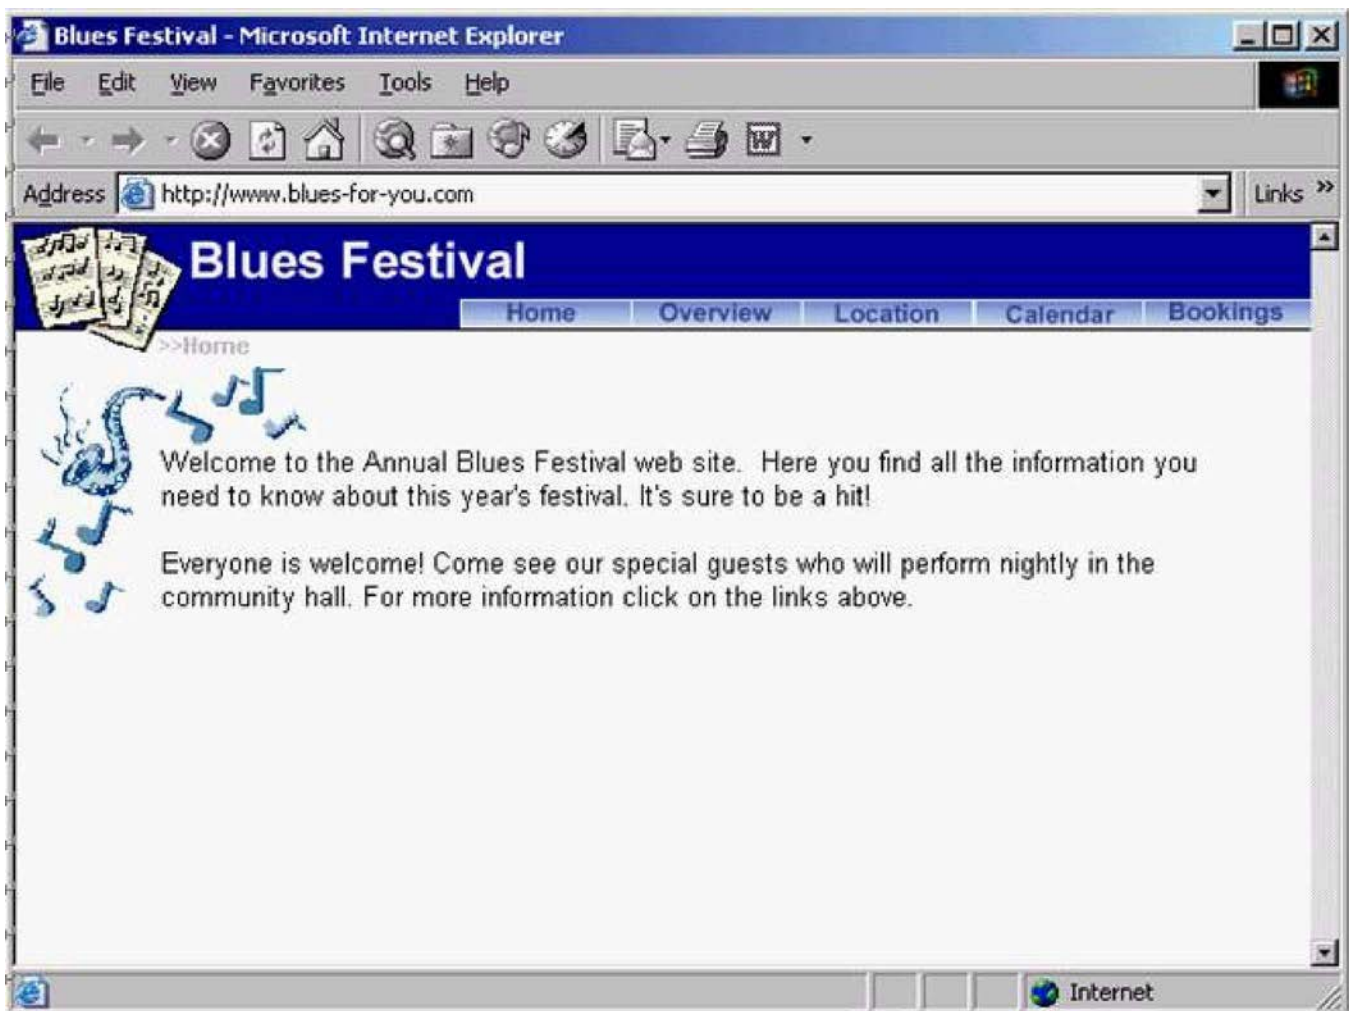 Blues Festival - Microsoft Internet Explorer
File Edit View Favorites Tools Help
Address http://www.blues-for-you.com Links »
Blues Festival
Home Overview Location Calendar Bookings
>>Home
Welcome to the Annual Blues Festival web site.  Here you find all the information you
need to know about this year's festival. It's sure to be a hit!
Everyone is welcome! Come see our special guests who will perform nightly in the
community hall. For more information click on the links above.
Internet